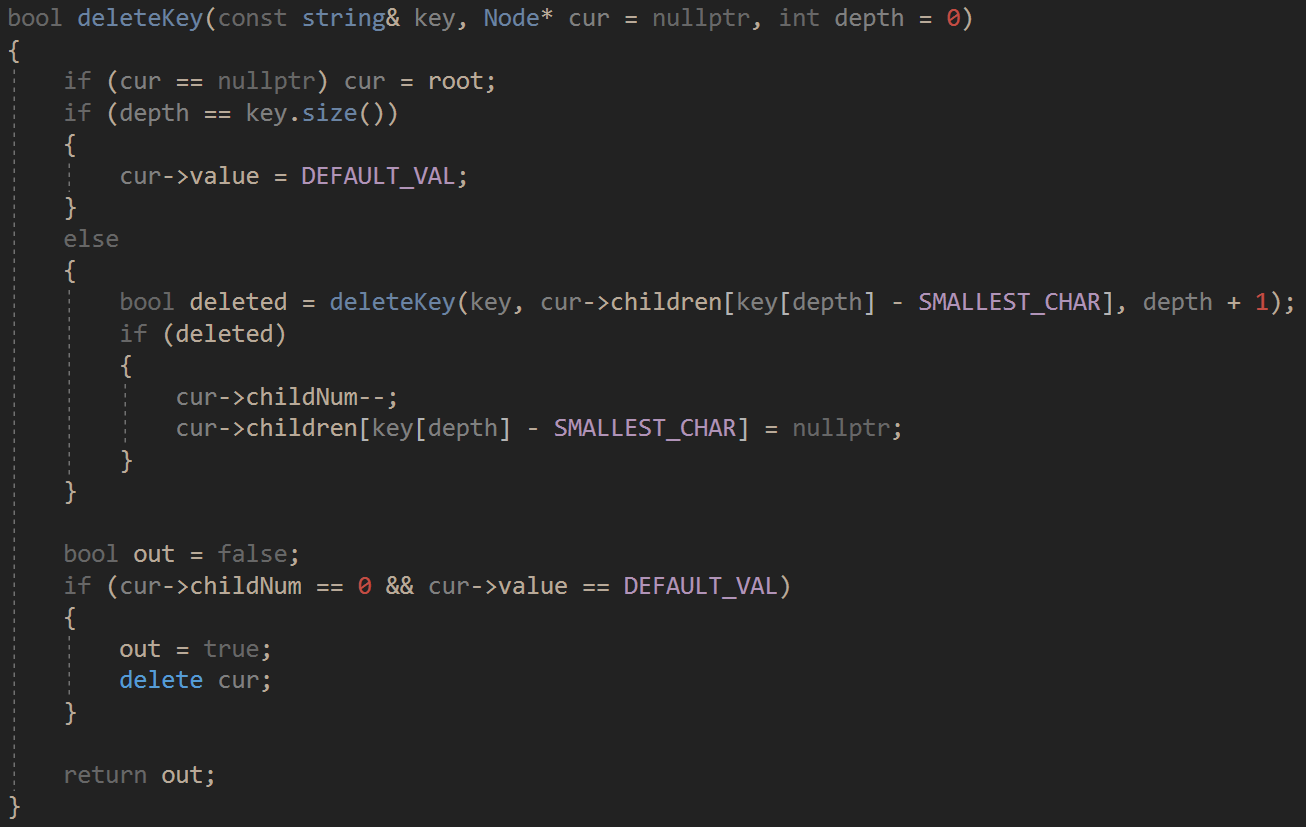 bool deleteKey(const string& key, Node* cur = nullptr, int depth = 0)
{
    if (cur == nullptr) cur = root;
    if (depth == key.size())
    {
        cur->value = DEFAULT_VAL;
    }
    else
    {
        bool deleted = deleteKey(key, cur->children[key[depth] - SMALLEST_CHAR], depth + 1);
        if (deleted)
        {
            cur->childNum--;
            cur->children[key[depth] - SMALLEST_CHAR] = nullptr;
        }
    }

    bool out = false;
    if (cur->childNum == 0 && cur->value == DEFAULT_VAL)
    {
        out = true;
        delete cur;
    }

    return out;
}